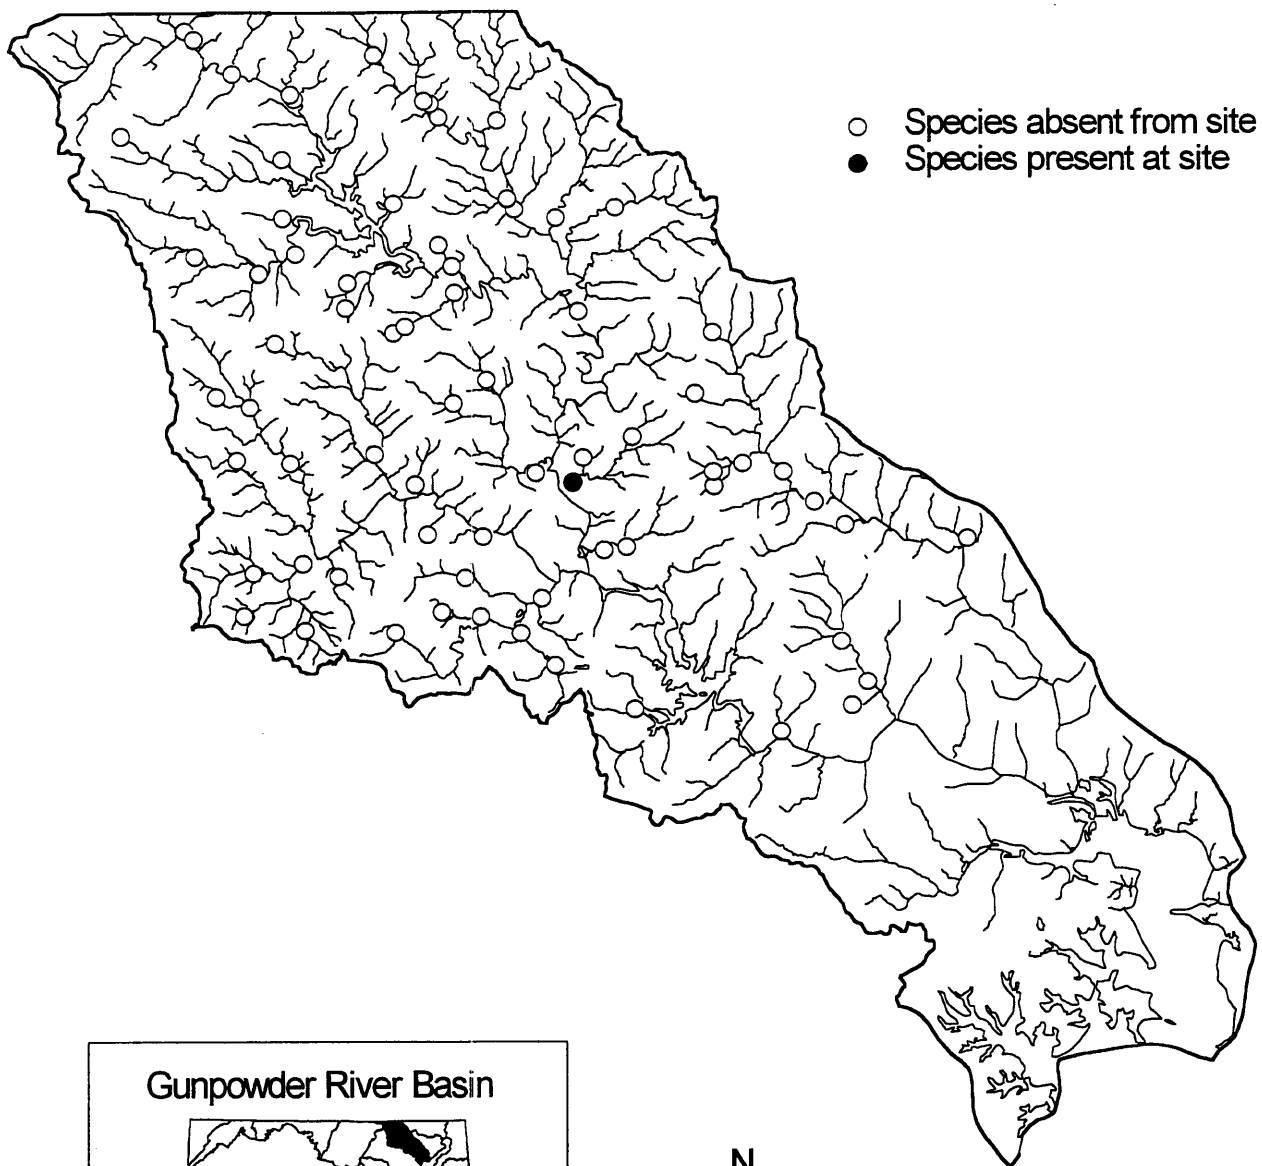 Species absent from site
Species present at site
Gunpowder River Basin
N